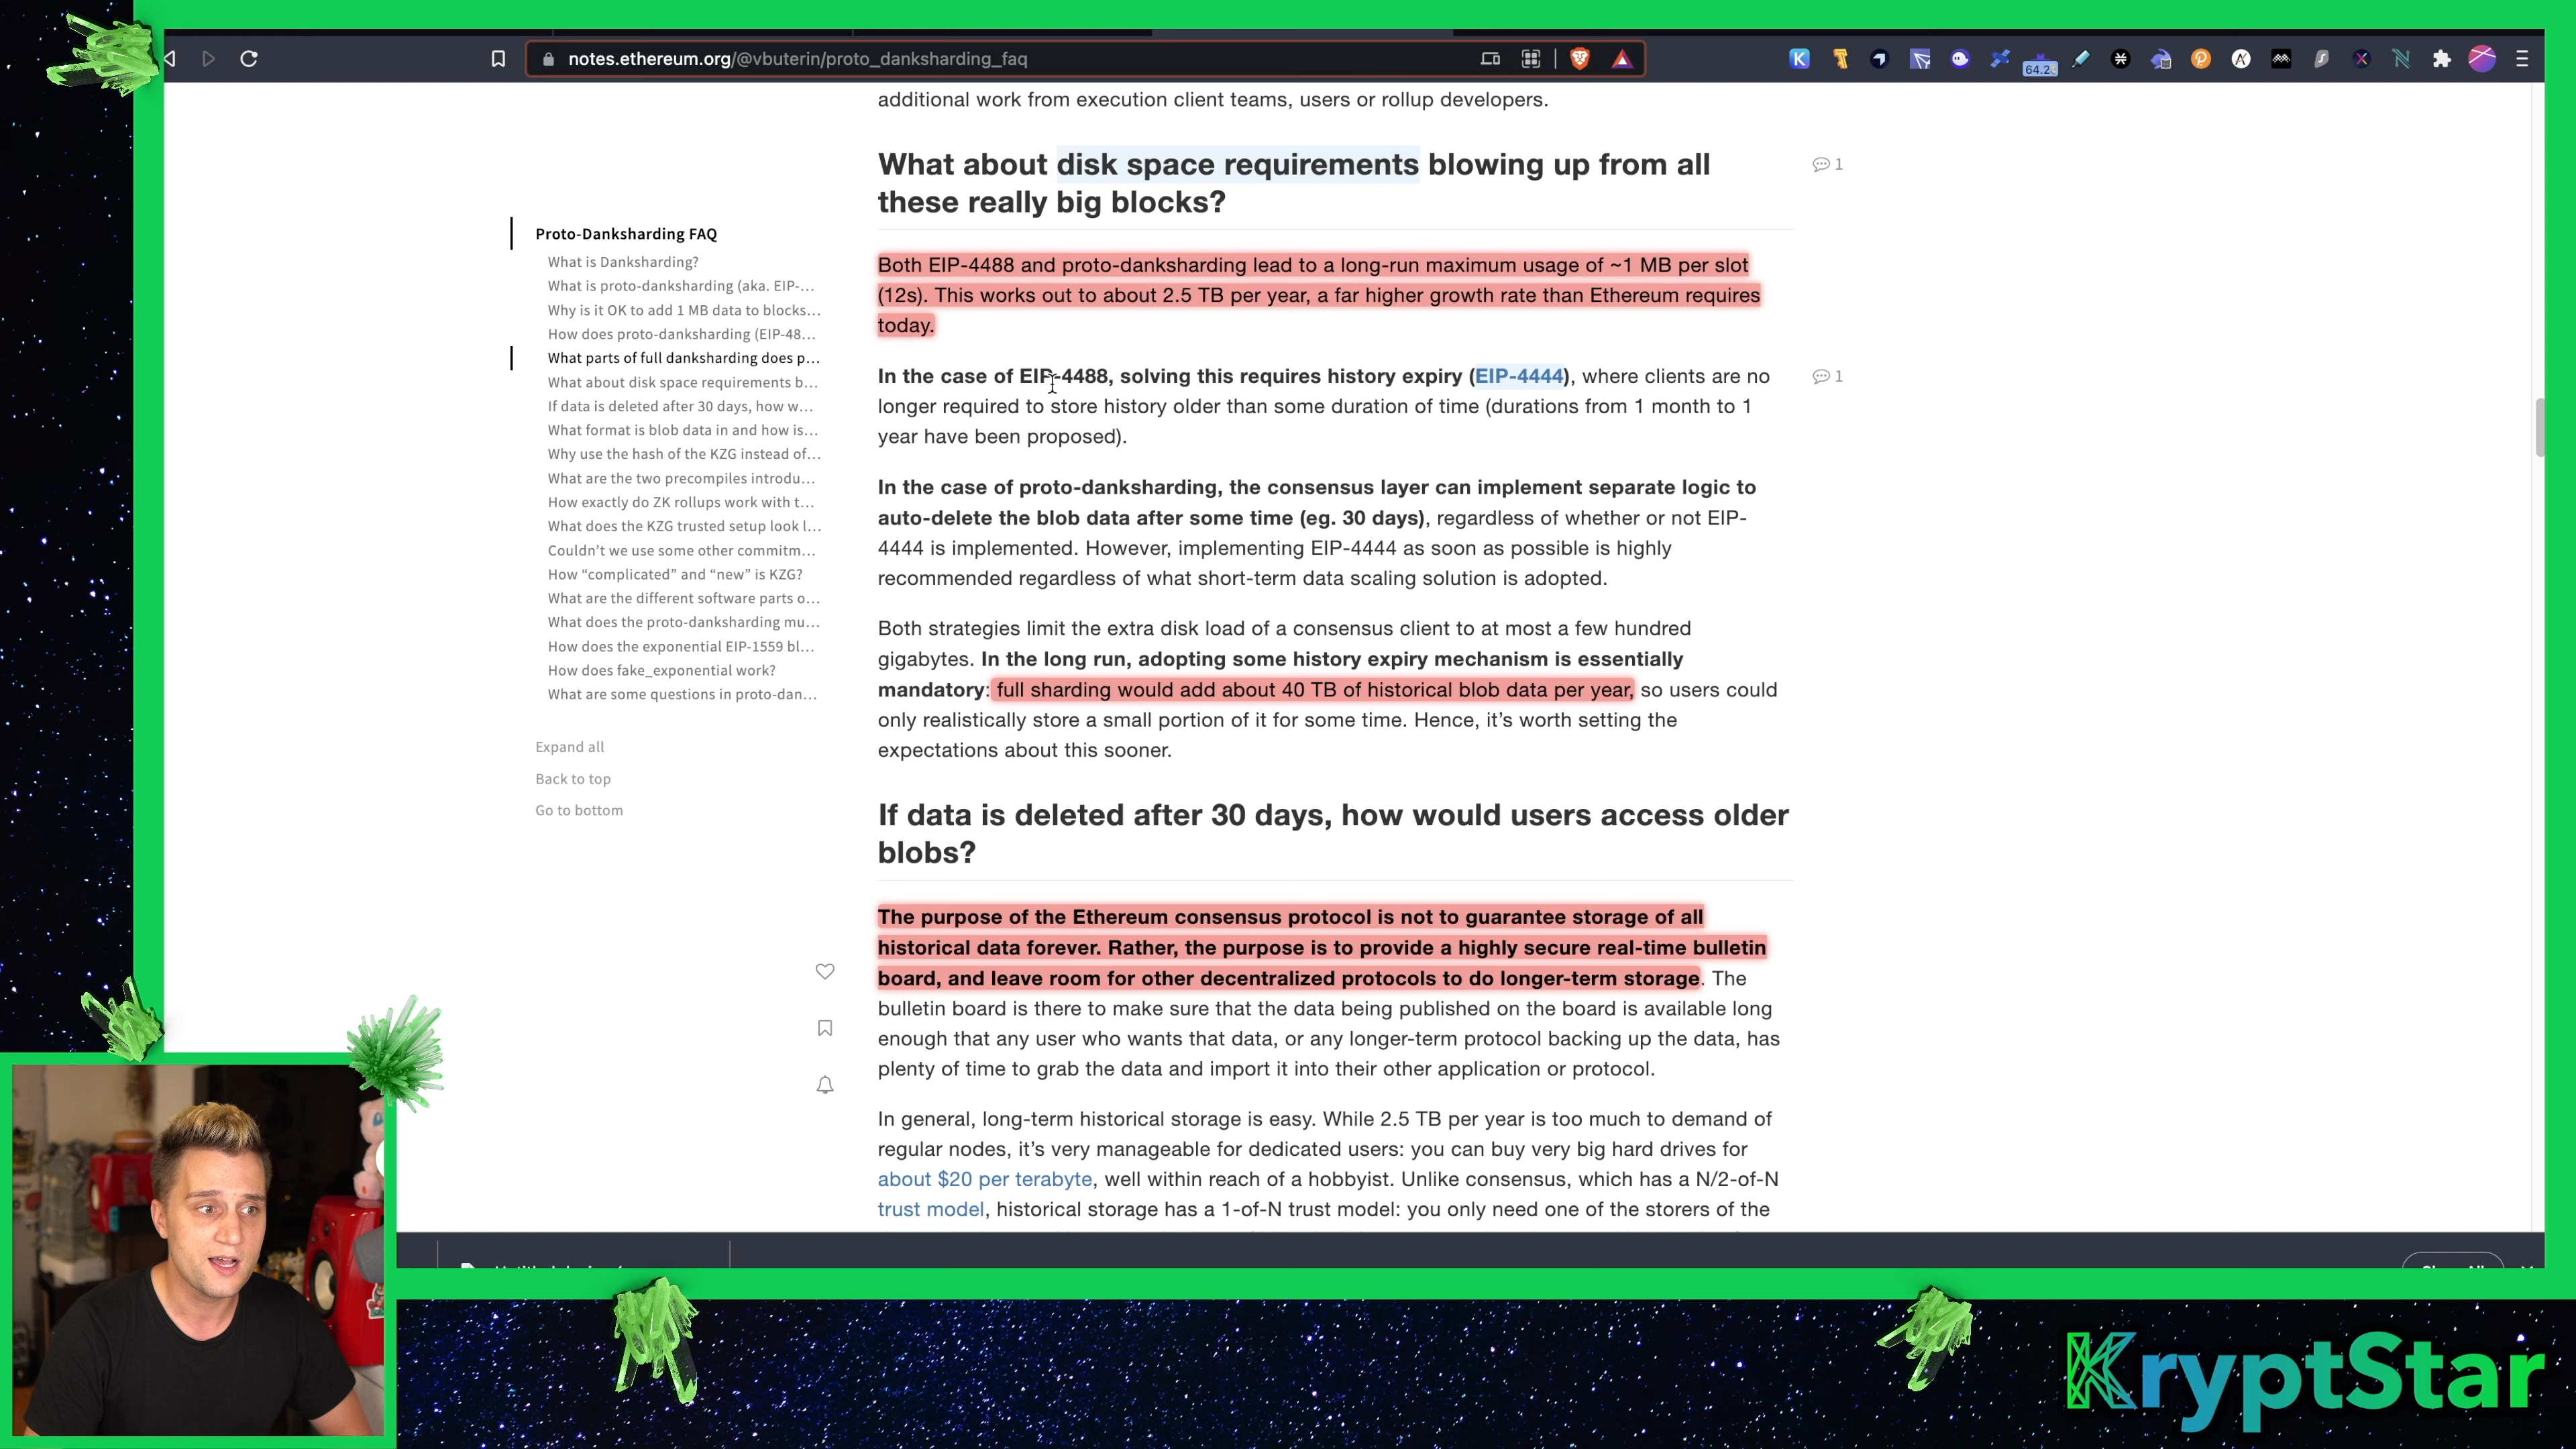 notes.ethereum.org/@vbuterin/proto_danksharding_faq
64.2
additional work from execution client teams, users or rollup developers.
What about disk space requirements blowing up from all
these really big blocks?
1
Proto-Danksharding FAQ
What is Danksharding?
What is proto-danksharding (aka. EIP-...
Why is it OK to add 1 MB data to blocks...
How does proto-danksharding (EIP-48...
What parts of full danksharding does p...
What about disk space requirements b...
If data is deleted after 30 days, how w...
What format is blob data in and how is...
Why use the hash of the KZG instead of...
What are the two precompiles introdu...
How exactly do ZK rollups work with t...
What does the KZG trusted setup look l...
Couldn't we use some other commitm...
How “complicated” and “new” is KZG?
What are the different software parts o...
What does the proto-danksharding mu...
How does the exponential EIP-1559 bl...
How does fake_exponential work?
What are some questions in proto-dan...
Expand all
Back to top
Go to bottom
Both EIP-4488 and proto-danksharding lead to a long-run maximum usage of ~1 MB per slot
(12s). This works out to about 2.5 TB per year, a far higher growth rate than Ethereum requires
today.
In the case of EIP-4488, solving this requires history expiry (EIP-4444), where clients are no
1
longer required to store history older than some duration of time (durations from 1 month to 1
year have been proposed).
In the case of proto-danksharding, the consensus layer can implement separate logic to
auto-delete the blob data after some time (eg. 30 days), regardless of whether or not EIP-
4444 is implemented. However, implementing EIP-4444 as soon as possible is highly
recommended regardless of what short-term data scaling solution is adopted.
Both strategies limit the extra disk load of a consensus client to at most a few hundred
gigabytes. In the long run, adopting some history expiry mechanism is essentially
mandatory: full sharding would add about 40 TB of historical blob data per year, so users could
only realistically store a small portion of it for some time. Hence, it's worth setting the
expectations about this sooner.
If data is deleted after 30 days, how would users access older
blobs?
The purpose of the Ethereum consensus protocol is not to guarantee storage of all
historical data forever. Rather, the purpose is to provide a highly secure real-time bulletin
board, and leave room for other decentralized protocols to do longer-term storage. The
bulletin board is there to make sure that the data being published on the board is available long
enough that any user who wants that data, or any longer-term protocol backing up the data, has
plenty of time to grab the data and import it into their other application or protocol.
In general, long-term historical storage is easy. While 2.5 TB per year is too much to demand of
regular nodes, it's very manageable for dedicated users: you can buy very big hard drives for
about $20 per terabyte, well within reach of a hobbyist. Unlike consensus, which has a N/2-of-N
trust model, historical storage has a 1-of-N trust model: you only need one of the storers of the
KryptStar